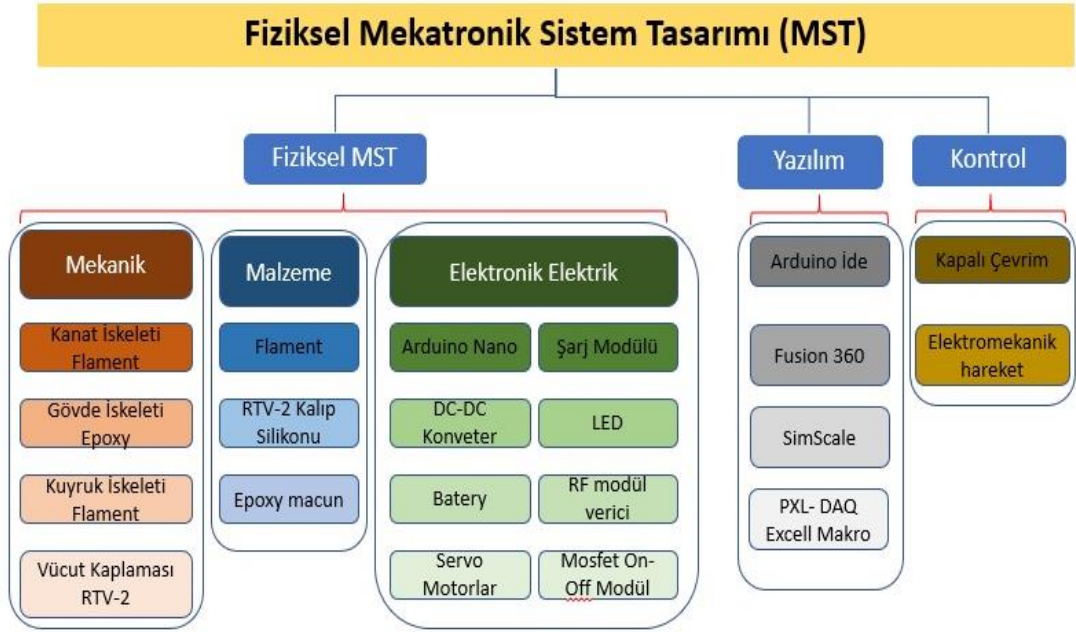 Fiziksel Mekatronik Sistem Tasarımı (MST)
Fiziksel MST
Yazılım
Kontrol
Mekanik
Kanat İskeleti
Flament
Gövde İskeleti
Epoxy
Kuyruk İskeleti
Flament
Vücut Kaplaması
RTV-2
Malzeme
Flament
RTV-2 Kalıp
Silikonu
Epoxy macun
Elektronik Elektrik
Arduino Nano
Şarj Modülü
DC-DC
Konveter
LED
Batery
RF modül
verici
Servo
Motorlar
Mosfet On-
Off Modül
Arduino İde
Fusion 360
SimScale
PXL- DAQ
Excell Makro
Kapalı Çevrim
Elektromekanik
hareket